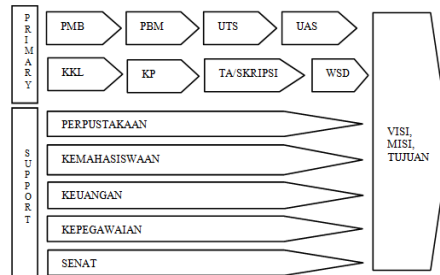 PRIMARY
PMB
PBM
UTS
UAS
KKL
KP
TA/SKRIPSI
WSD
SUPPORT
PERPUSTAKAAN
KEMAHASISWAAN
KEUANGAN
KEPEGAWAIAN
SENAT
VISI,
MISI,
TUJUAN